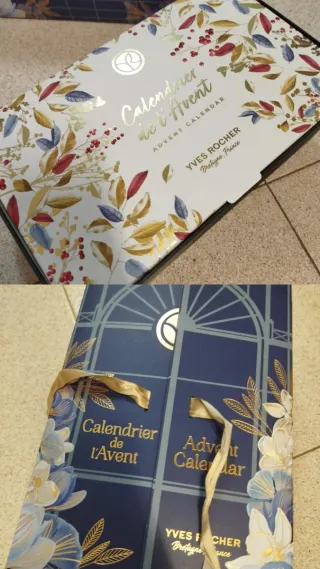 Calendrier
de l'Avent
ADVENT CALENDAR
YVES ROCHER
Bretagne, France
Calendrier
de
l'Avent
Advent
Calendar
YVES ROCHER
Bretagne, France